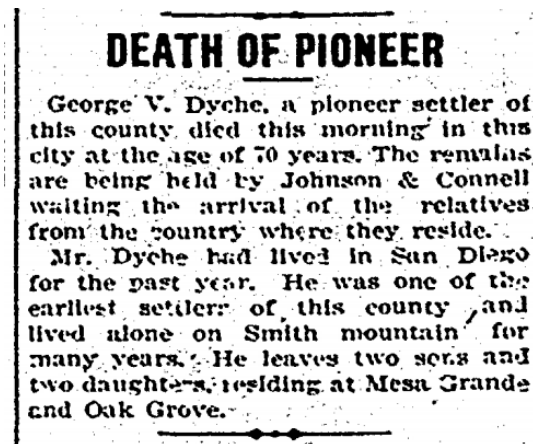 DEATH OF PIONEER
George V. Dyche, a pioneer settler of
this county died this morning in this
city at the age of 70 years. The remains
are being held by Johnson & Connell
waiting the arrival of the relatives
from the country where they reside.
Mr. Dyche had lived in San Diego
for the past year. He was one of the
earliest settlers of this county and
lived alone on Smith mountain for
many years. He leaves two sons and
two daughters, residing at Mesa Grande
and Oak Grove.